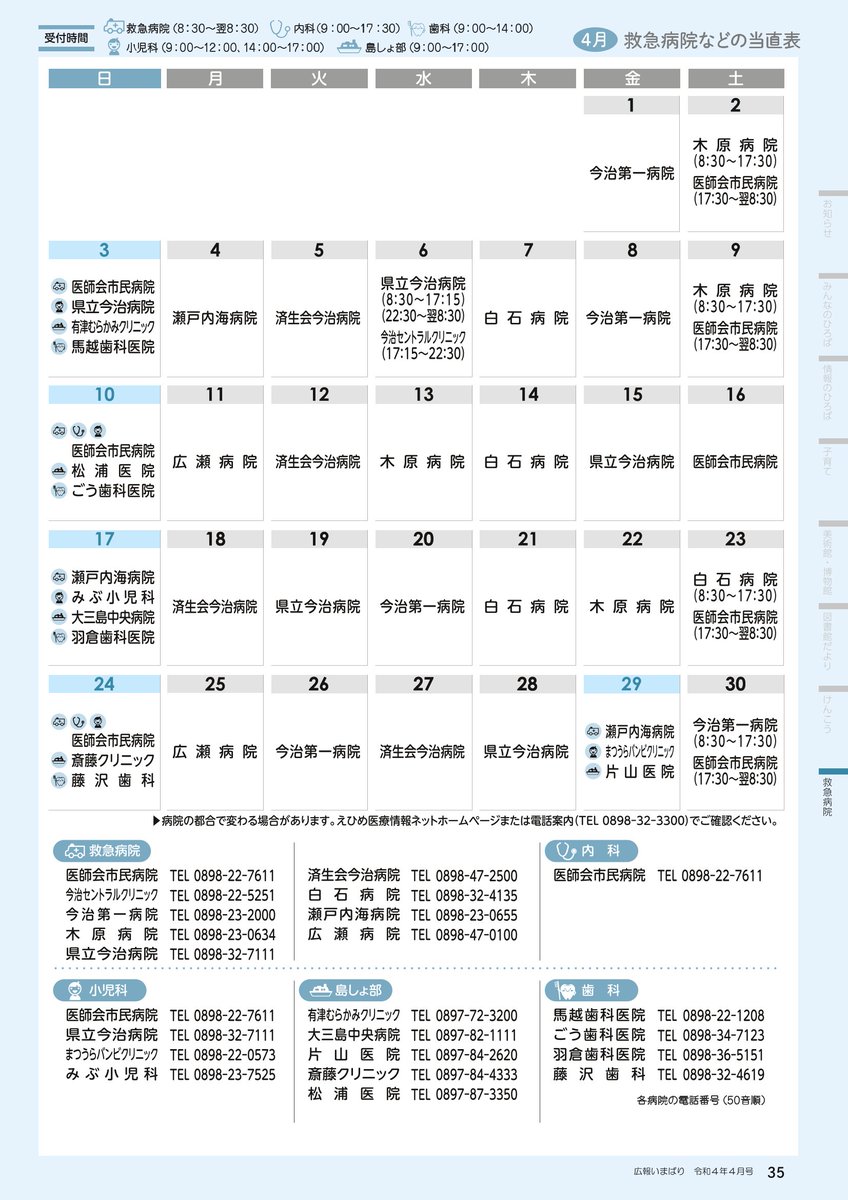 受付時間
救急病院(8:30〜翌8:30) 内科(9:00〜17:30) 歯科(9:00〜14:00)
小児科(9:00〜12:00、14:00〜17:00) 島しょ部(9:00〜17:00)
4月 救急病院などの当直表
日 月 火 水 木 金 土
1 2
今治第一病院
木原病院
(8:30〜17:30)
医師会市民病院
(17:30〜翌8:30)
3 4 5 6 7 8 9
医師会市民病院
県立今治病院
有津むらかみクリニック
馬越歯科医院
瀬戸内海病院
済生会今治病院
県立今治病院
(8:30〜17:15)
(22:30〜翌8:30)
今治セントラルクリニック
(17:15〜22:30)
白石病院
今治第一病院
木原病院
(8:30〜17:30)
医師会市民病院
(17:30〜翌8:30)
10 11 12 13 14 15 16
医師会市民病院
松浦医院
ごう歯科医院
広瀬病院
済生会今治病院
木原病院
白石病院
県立今治病院
医師会市民病院
17 18 19 20 21 22 23
瀬戸内海病院
みぶ小児科
大三島中央病院
羽倉歯科医院
済生会今治病院
県立今治病院
今治第一病院
白石病院
木原病院
白石病院
(8:30〜17:30)
医師会市民病院
(17:30〜翌8:30)
24 25 26 27 28 29 30
医師会市民病院
斎藤クリニック
藤沢歯科
広瀬病院
今治第一病院
済生会今治病院
県立今治病院
瀬戸内海病院
まつうらバンビクリニック
片山医院
今治第一病院
(8:30〜17:30)
医師会市民病院
(17:30〜翌8:30)
▶病院の都合で変わる場合があります。えひめ医療情報ネットホームページまたは電話案内(TEL 0898-32-3300)でご確認ください。
救急病院
医師会市民病院 TEL 0898-22-7611
今治セントラルクリニック TEL 0898-22-5251
今治第一病院 TEL 0898-23-2000
木原病院 TEL 0898-23-0634
県立今治病院 TEL 0898-32-7111
済生会今治病院 TEL 0898-47-2500
白石病院 TEL 0898-32-4135
瀬戸内海病院 TEL 0898-23-0655
広瀬病院 TEL 0898-47-0100
内科
医師会市民病院 TEL 0898-22-7611
小児科
医師会市民病院 TEL 0898-22-7611
県立今治病院 TEL 0898-32-7111
まつうらバンビクリニック TEL 0898-22-0573
みぶ小児科 TEL 0898-23-7525
島しょ部
有津むらかみクリニック TEL 0897-72-3200
大三島中央病院 TEL 0897-82-1111
片山医院 TEL 0897-84-2620
斎藤クリニック TEL 0897-84-4333
松浦医院 TEL 0897-87-3350
歯科
馬越歯科医院 TEL 0898-22-1208
ごう歯科医院 TEL 0898-34-7123
羽倉歯科医院 TEL 0898-36-5151
藤沢歯科 TEL 0898-32-4619
各病院の電話番号(50音順)
お知らせ
みんなのひろば
情報のひろば
子育て
美術館・博物館
図書館だより
けんこう
救急病院
広報いまばり 令和4年4月号 35